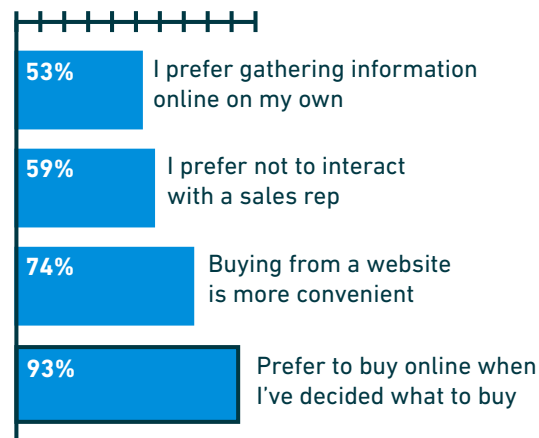 53%
I prefer gathering information
online on my own
59%
I prefer not to interact
with a sales rep
74%
Buying from a website
is more convenient
93%
Prefer to buy online when
I've decided what to buy